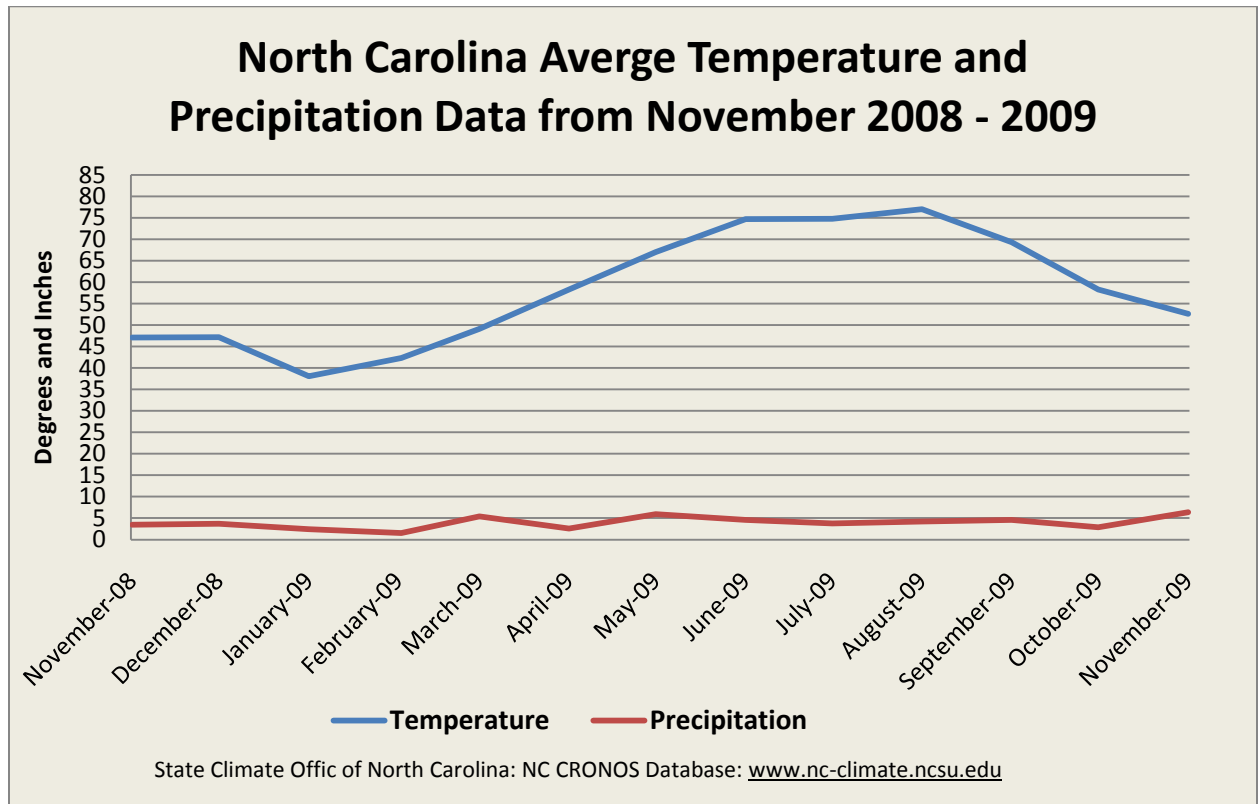 North Carolina Averge Temperature and
Precipitation Data from November 2008 - 2009
Degrees and Inches
85
80
75
70
65
60
55
50
45
40
35
30
25
20
15
10
5
0
November-08
December-08
January-09
February-09
March-09
April-09
May-09
June-09
July-09
August-09
September-09
October-09
November-09
Temperature
Precipitation
State Climate Offic of North Carolina: NC CRONOS Database: www.nc-climate.ncsu.edu